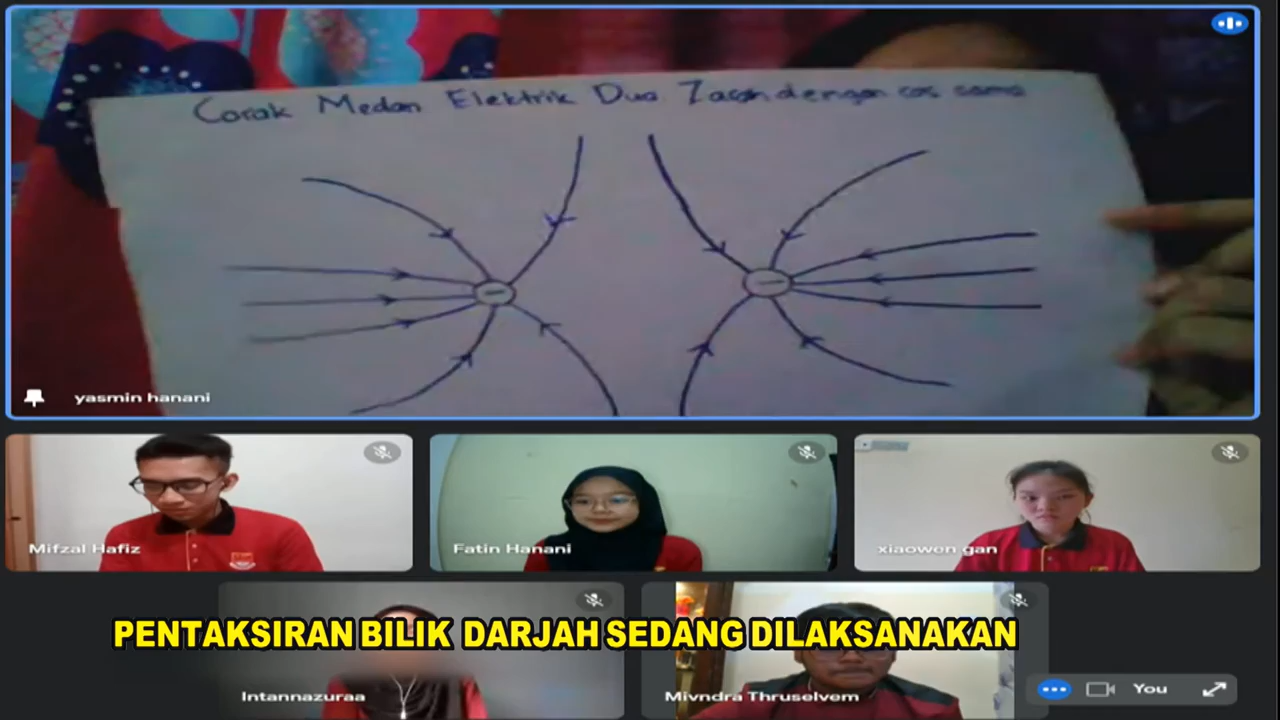 Corak Medan Elektrik Dua Zarah dengan cas sama
yasmin hanani
Mifzal Hafiz
Fatin Hanani
xiaowen gan
PENTAKSIRAN BILIK DARJAH SEDANG DILAKSANAKAN
Intannazuraa
Mivndra Thruselvem
You